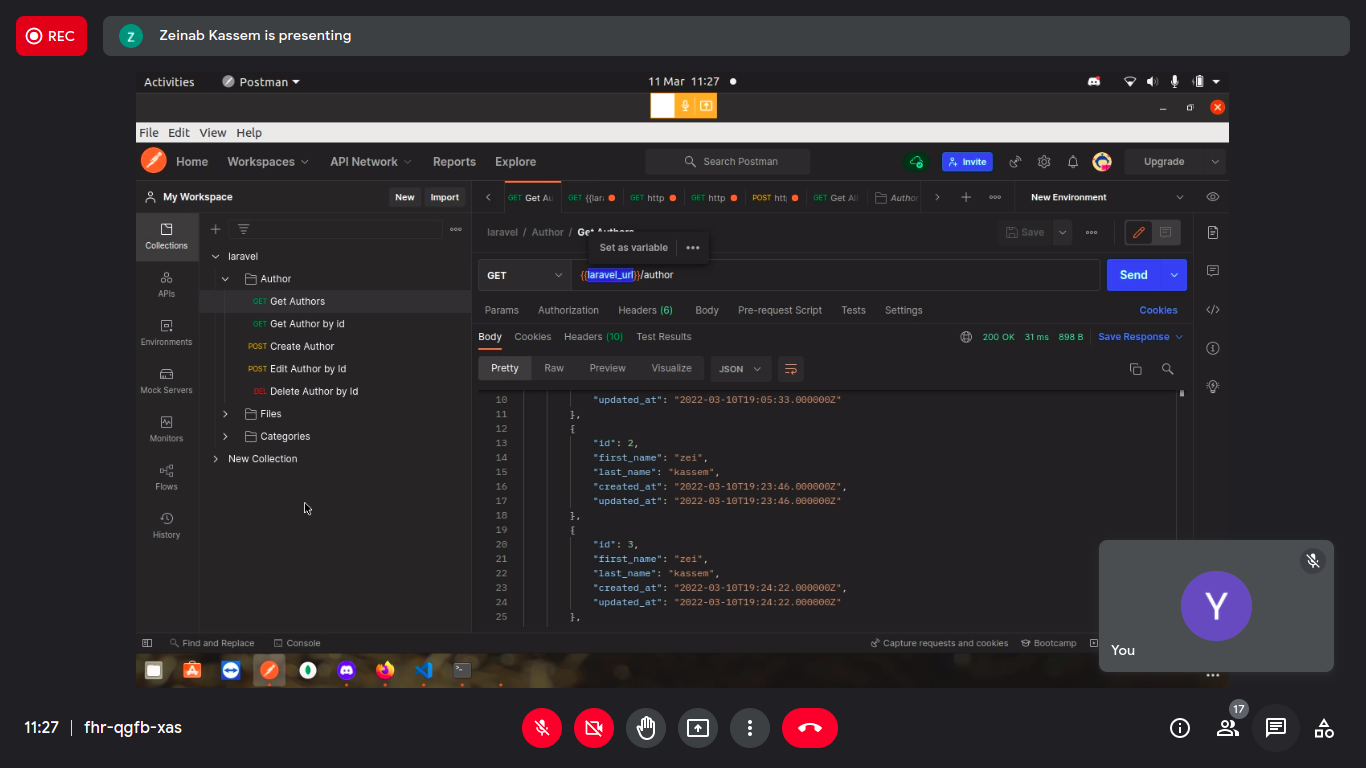 REC
Z
Zeinab Kassem is presenting
Activities
Postman
11 Mar 11:27
File Edit View Help
Home
Workspaces
API Network
Reports
Explore
Search Postman
Invite
Upgrade
My Workspace
New
Import
GET Get Au
GET {{lar
GET http
GET http
POST htt
GET Get Al
Author
New Environment
Collections
APIs
Environments
Mock Servers
Monitors
Flows
History
laravel
Author
GET Get Authors
GET Get Author by id
POST Create Author
POST Edit Author by Id
DEL Delete Author by Id
Files
Categories
New Collection
laravel / Author / Get Authors
Save
Set as variable
GET
{{laravel_url}}/author
Send
Params
Authorization
Headers (6)
Body
Pre-request Script
Tests
Settings
Cookies
Body
Cookies
Headers (10)
Test Results
200 OK
31 ms
898 B
Save Response
Pretty
Raw
Preview
Visualize
JSON
10 "updated_at": "2022-03-10T19:05:33.000000Z"
11 },
12 {
13 "id": 2,
14 "first_name": "zei",
15 "last_name": "kassem",
16 "created_at": "2022-03-10T19:23:46.000000Z",
17 "updated_at": "2022-03-10T19:23:46.000000Z"
18 },
19 {
20 "id": 3,
21 "first_name": "zei",
22 "last_name": "kassem",
23 "created_at": "2022-03-10T19:24:22.000000Z",
24 "updated_at": "2022-03-10T19:24:22.000000Z"
25 },
Find and Replace
Console
Capture requests and cookies
Bootcamp
Y
You
11:27 | fhr-qgfb-xas
17